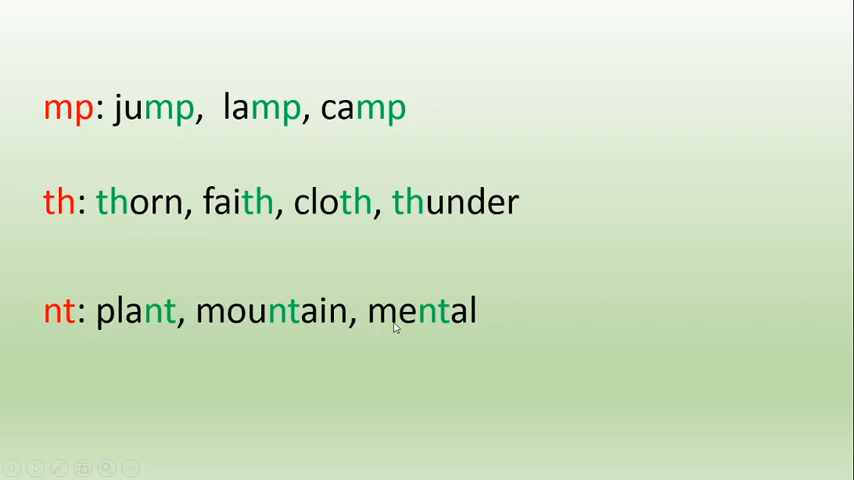 mp: jump, lamp, camp
th: thorn, faith, cloth, thunder
nt: plant, mountain, mental